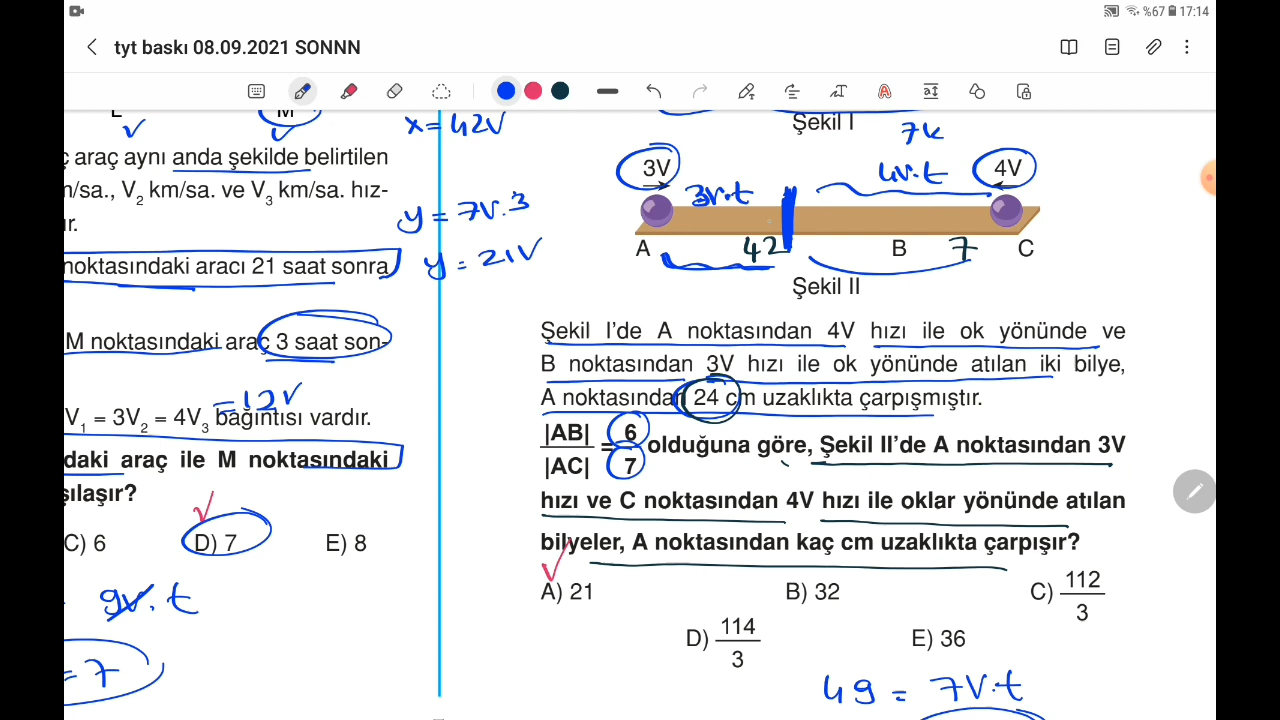 %67 17:14
tyt baskı 08.09.2021 SONNN
L M
ç araç aynı anda şekilde belirtilen
m/sa., V2 km/sa. ve V3 km/sa. hız-
ır.
noktasındaki aracı 21 saat sonra
M noktasındaki araç 3 saat son-
= 12V
V1 = 3V2 = 4V3 bağıntısı vardır.
daki araç ile M noktasındaki
şılaşır?
C) 6 D) 7 E) 8
9V.t
= 7
x = 42V
y = 7V.3
y = 21V
Şekil I
7k
3V 4V
3V.t 4V.t
A 42 B 7 C
Şekil II
Şekil I'de A noktasından 4V hızı ile ok yönünde ve
B noktasından 3V hızı ile ok yönünde atılan iki bilye,
A noktasından 24 cm uzaklıkta çarpışmıştır.
|AB| / |AC| = 6 / 7 olduğuna göre, Şekil II'de A noktasından 3V
hızı ve C noktasından 4V hızı ile oklar yönünde atılan
bilyeler, A noktasından kaç cm uzaklıkta çarpışır?
A) 21 B) 32 C) 112/3
D) 114/3 E) 36
49 = 7V.t